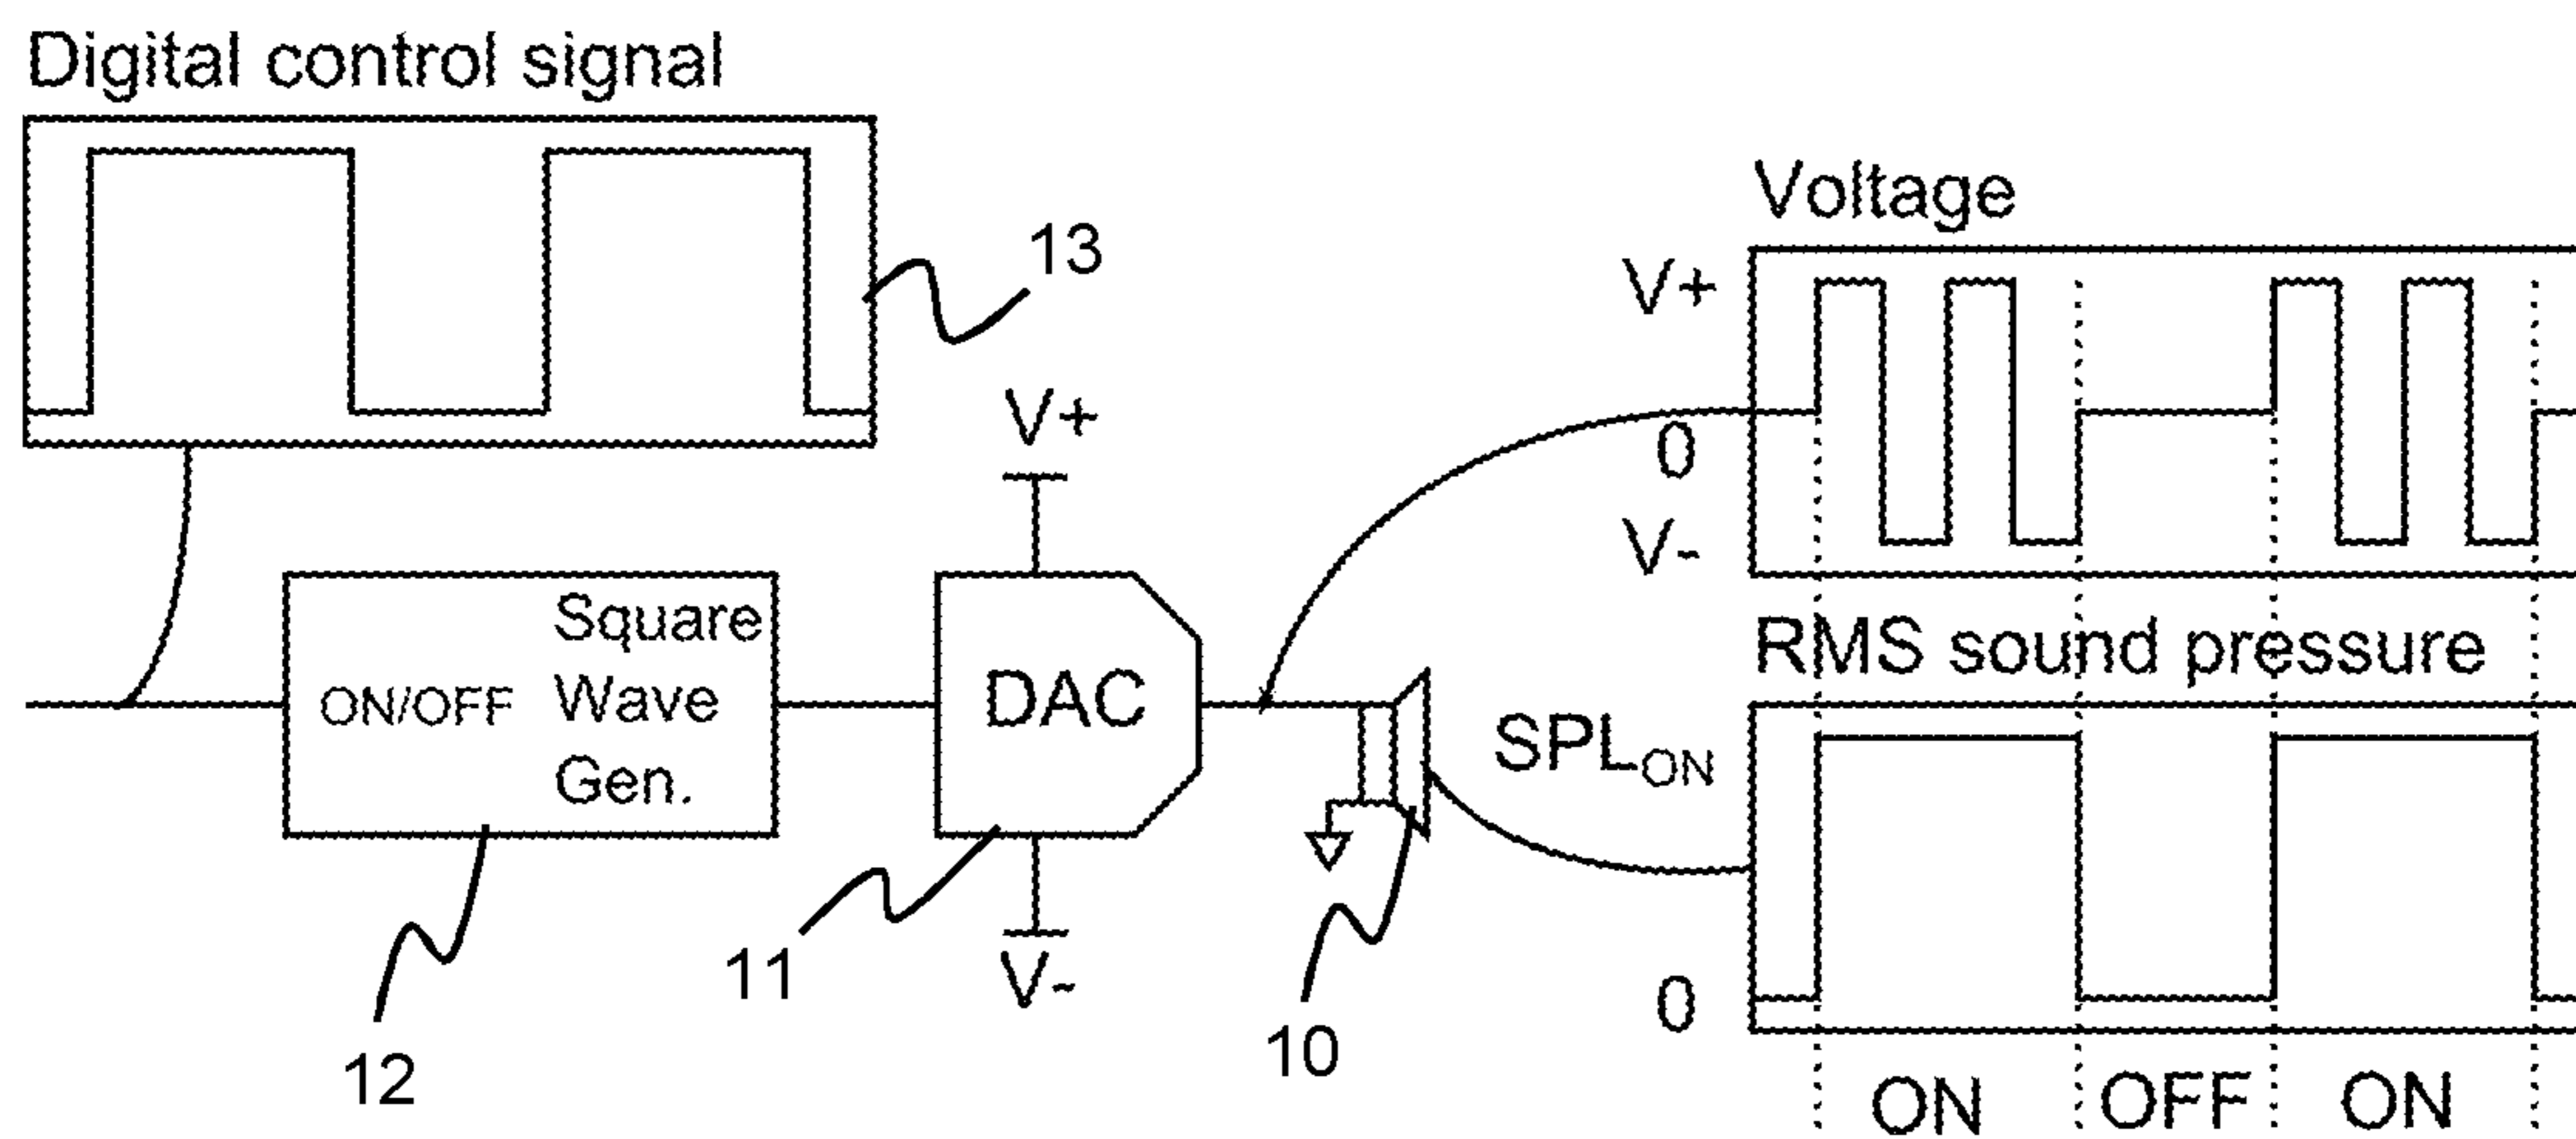 Digital control signal
13
Voltage
V+
0
V-
V+
ON/OFF
Square
Wave
Gen.
DAC
V-
12
11
10
RMS sound pressure
SPLON
0
ON
OFF
ON